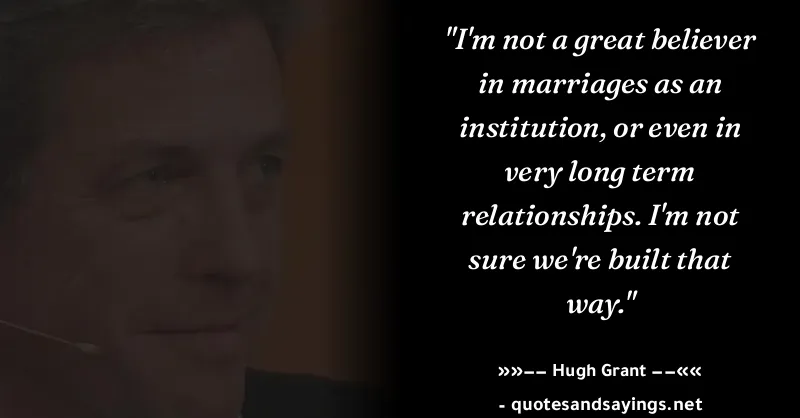 "I'm not a great believer
in marriages as an
institution, or even in
very long term
relationships. I'm not
sure we're built that
way."
»»−− Hugh Grant −−««
- quotesandsayings.net